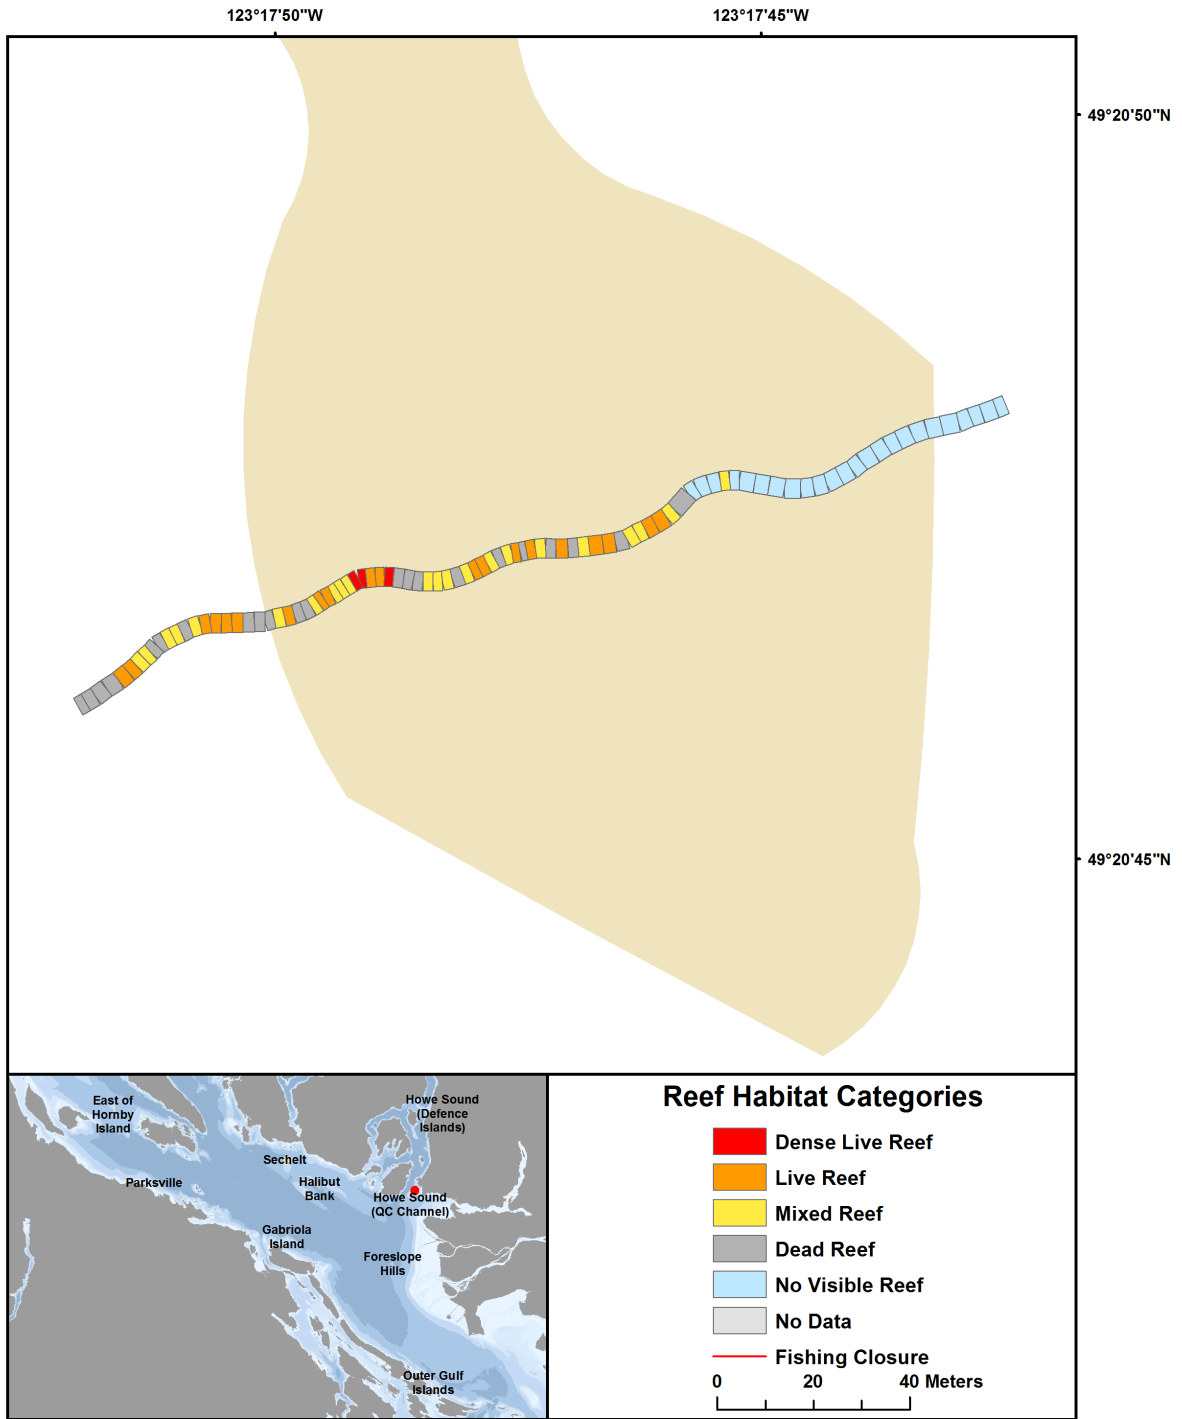 123°17'50"W
123°17'45"W
49°20'50"N
49°20'45"N
East of
Hornby
Island
Howe Sound
(Defence
Islands)
Sechelt
Parksville
Halibut
Bank
Howe Sound
(QC Channel)
Gabriola
Island
Foreslope
Hills
Outer Gulf
Islands
Reef Habitat Categories
Dense Live Reef
Live Reef
Mixed Reef
Dead Reef
No Visible Reef
No Data
Fishing Closure
0 20 40 Meters